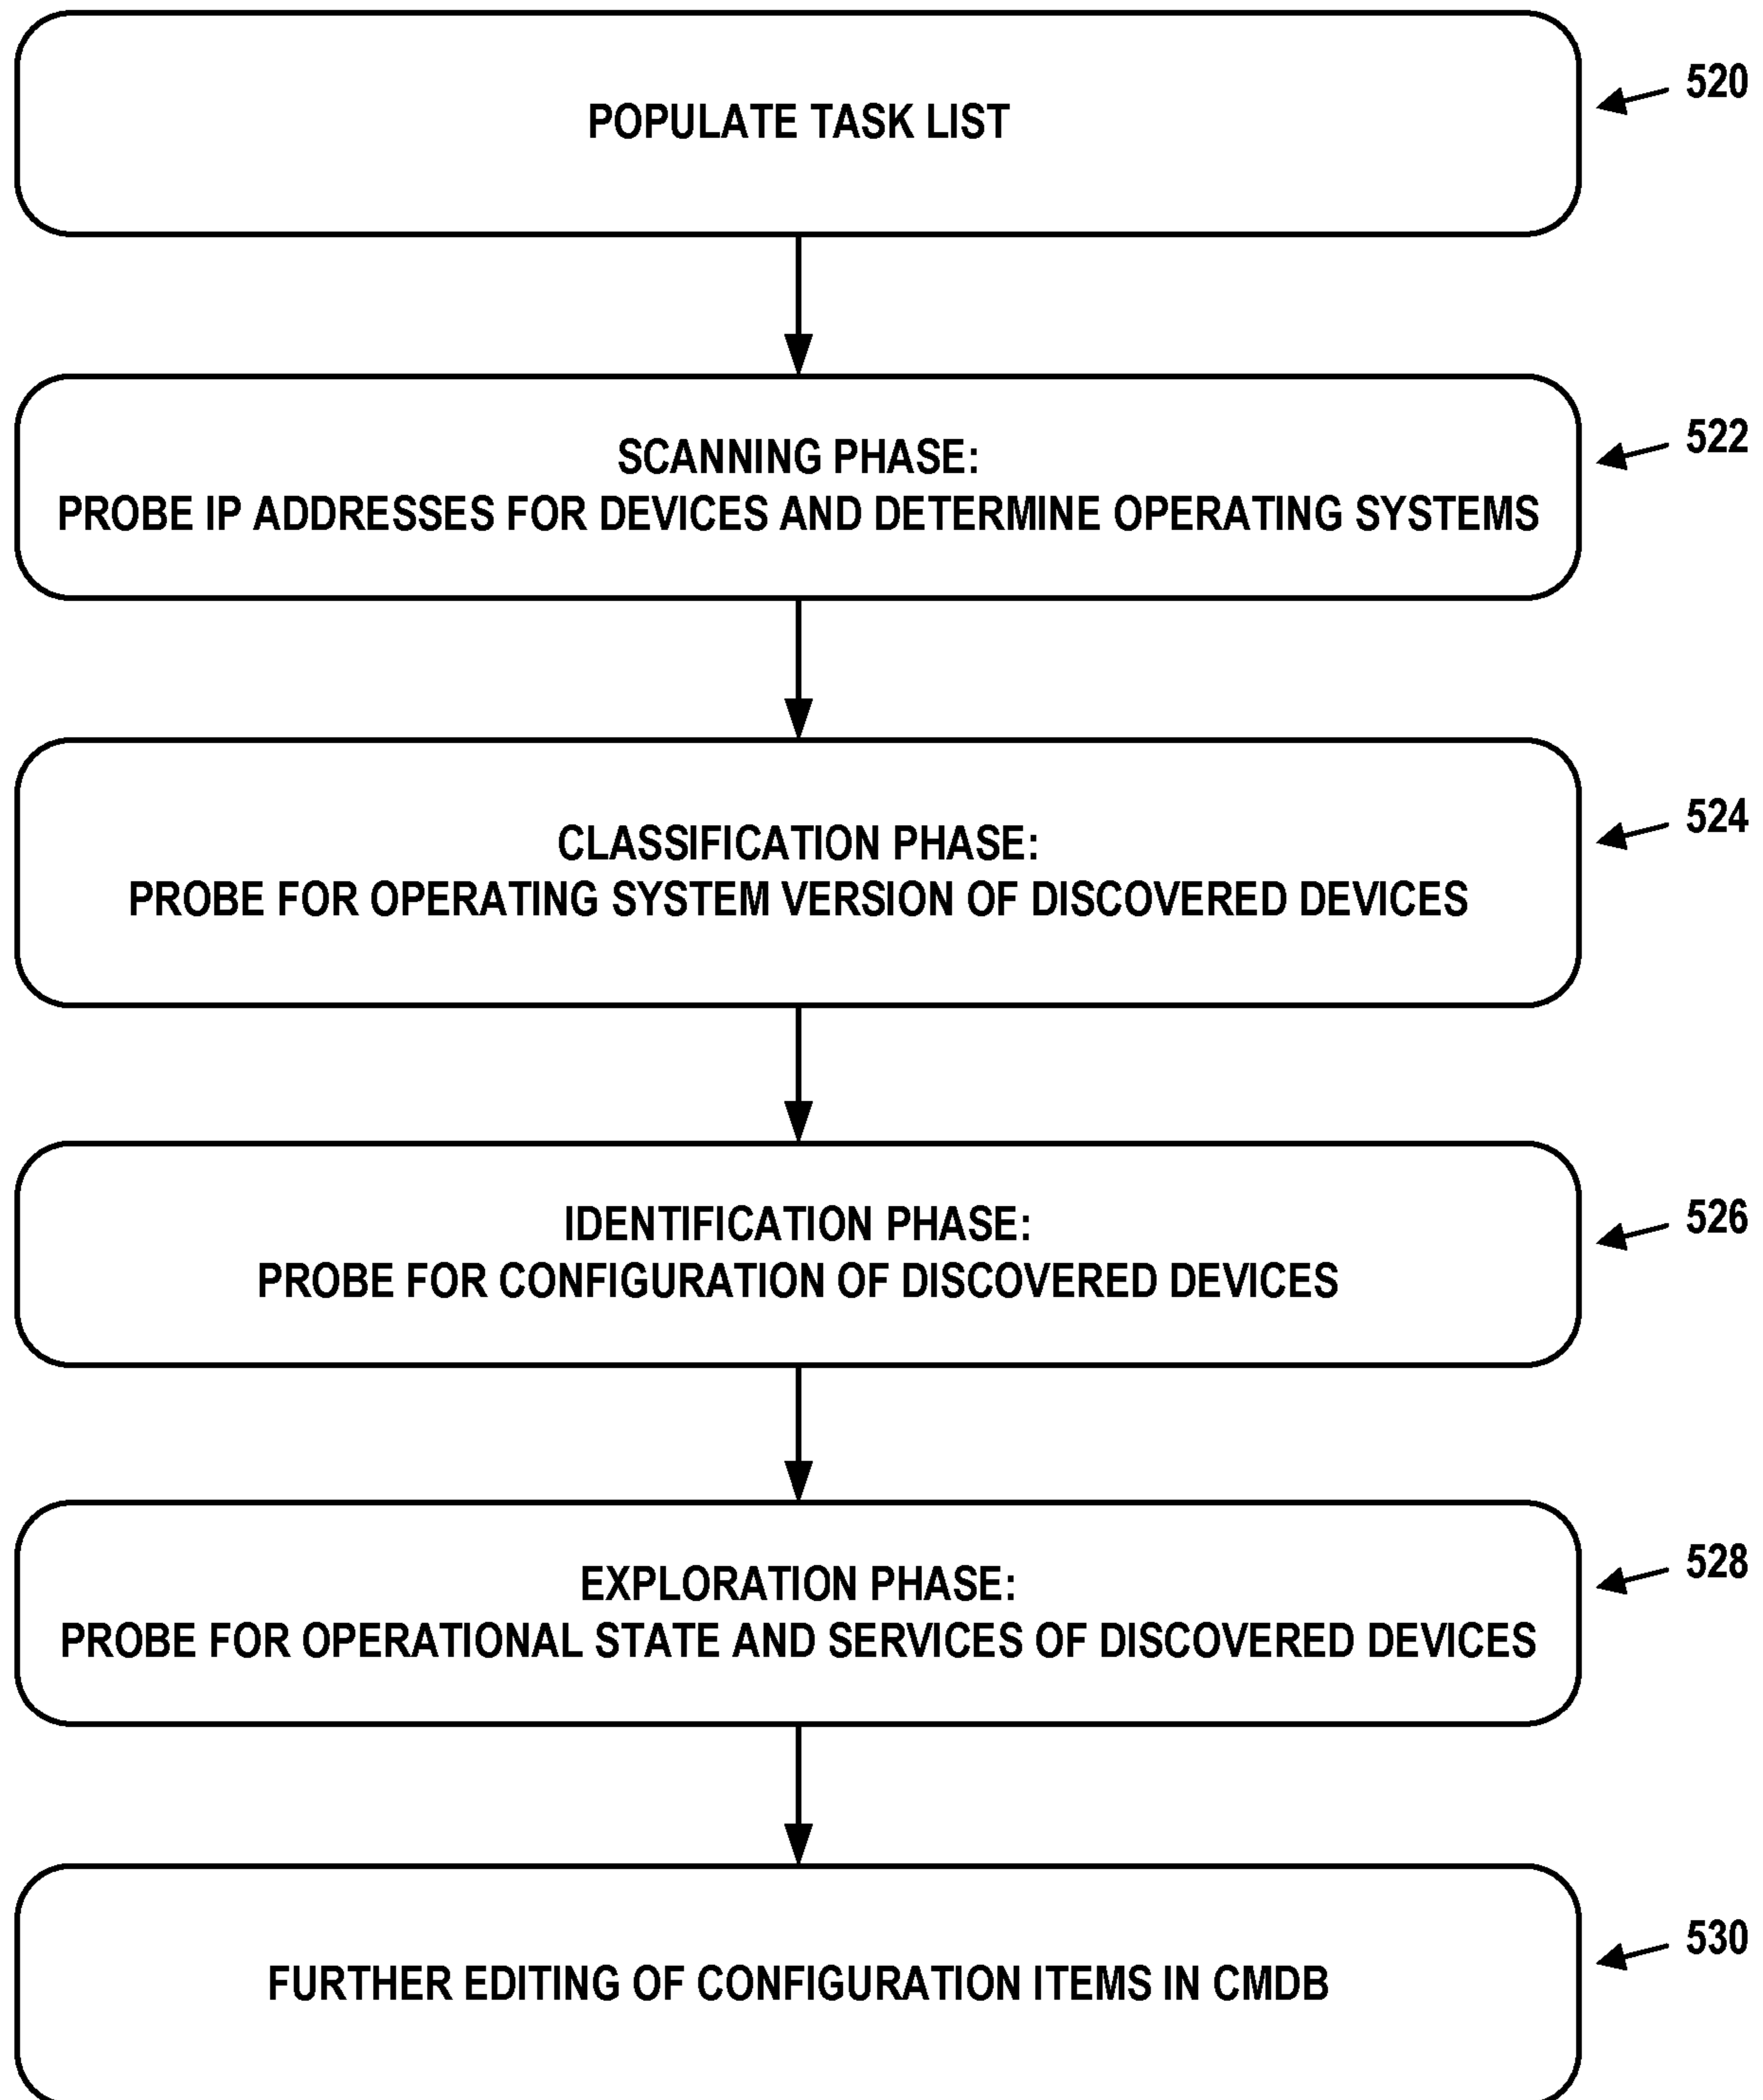 POPULATE TASK LIST
520
SCANNING PHASE:
PROBE IP ADDRESSES FOR DEVICES AND DETERMINE OPERATING SYSTEMS
522
CLASSIFICATION PHASE:
PROBE FOR OPERATING SYSTEM VERSION OF DISCOVERED DEVICES
524
IDENTIFICATION PHASE:
PROBE FOR CONFIGURATION OF DISCOVERED DEVICES
526
EXPLORATION PHASE:
PROBE FOR OPERATIONAL STATE AND SERVICES OF DISCOVERED DEVICES
528
FURTHER EDITING OF CONFIGURATION ITEMS IN CMDB
530